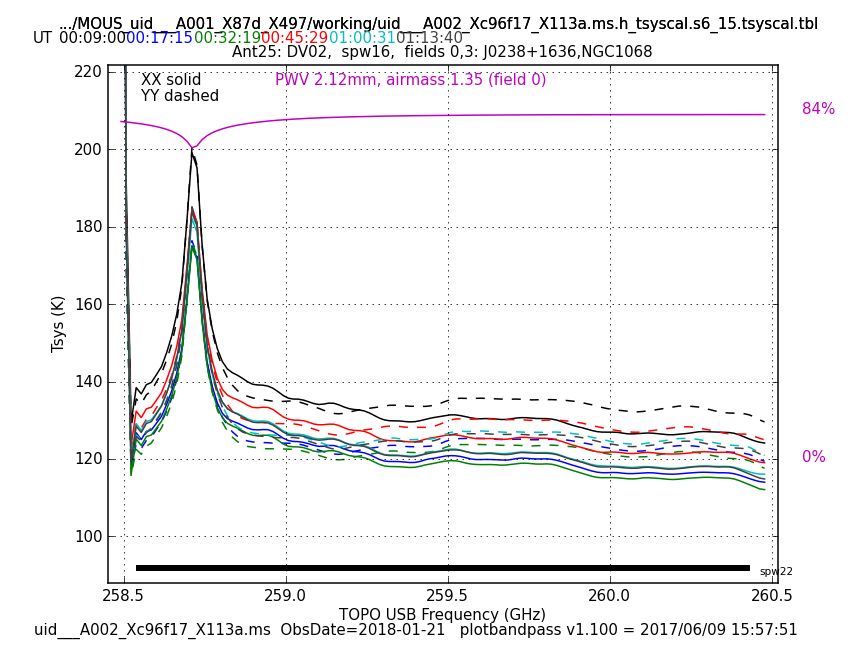 .../MOUS_uid___A001_X87d_X497/working/uid___A002_Xc96f17_X113a.ms.h_tsyscal.s6_15.tsyscal.tbl
UT 00:09:00 00:17:15 00:32:19 00:45:29 01:00:31 01:13:40
Ant25: DV02, spw16, fields 0,3: J0238+1636,NGC1068
XX solid
YY dashed
PWV 2.12mm, airmass 1.35 (field 0)
84%
0%
220
200
180
160
140
120
100
Tsys (K)
spw22
258.5 259.0 259.5 260.0 260.5
TOPO USB Frequency (GHz)
uid___A002_Xc96f17_X113a.ms ObsDate=2018-01-21 plotbandpass v1.100 = 2017/06/09 15:57:51